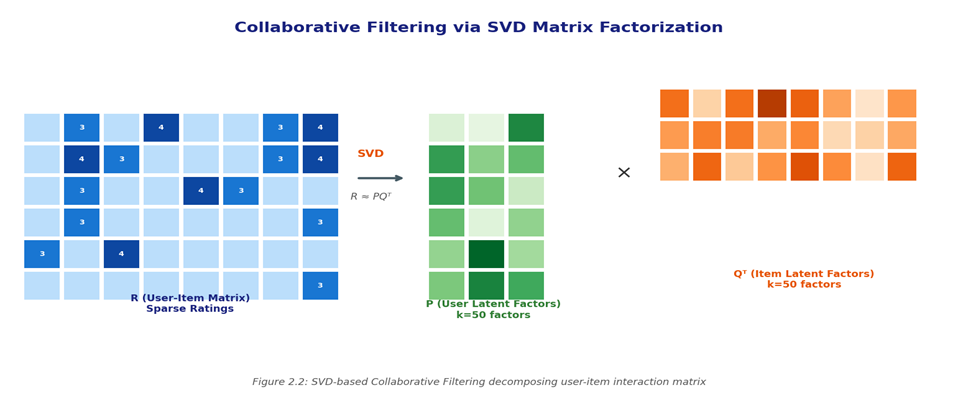 Collaborative Filtering via SVD Matrix Factorization
3 4 3 4
4 3 3 4
3 4 3
3 3
3 4
3
SVD
R ≈ PQᵀ
×
R (User-Item Matrix)
Sparse Ratings
P (User Latent Factors)
k=50 factors
Qᵀ (Item Latent Factors)
k=50 factors
Figure 2.2: SVD-based Collaborative Filtering decomposing user-item interaction matrix